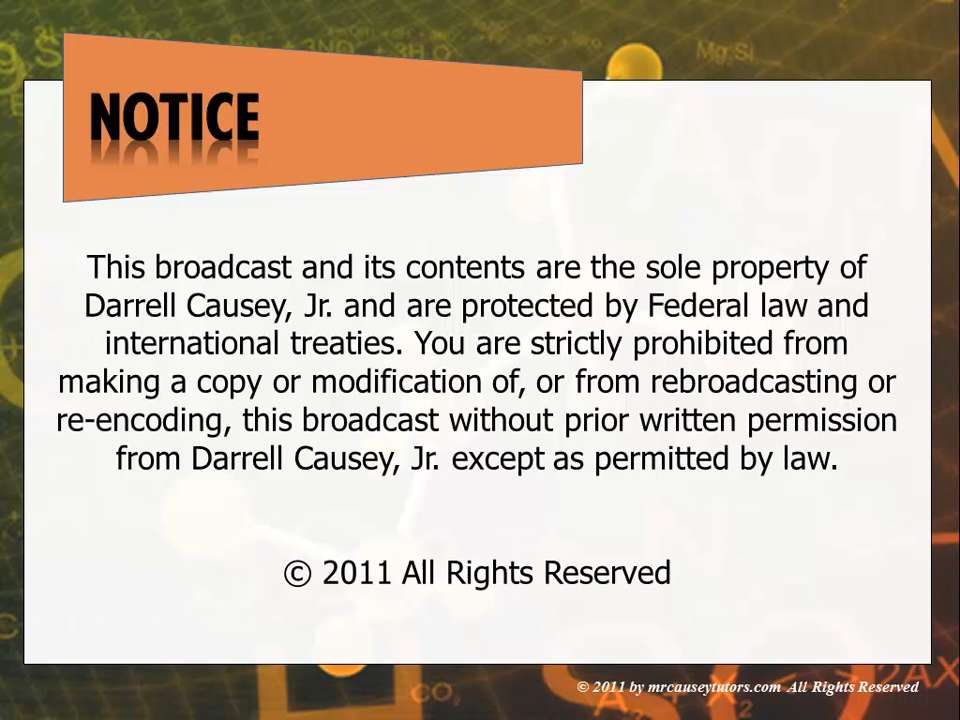 NOTICE
This broadcast and its contents are the sole property of
Darrell Causey, Jr. and are protected by Federal law and
international treaties. You are strictly prohibited from
making a copy or modification of, or from rebroadcasting or
re-encoding, this broadcast without prior written permission
from Darrell Causey, Jr. except as permitted by law.
© 2011 All Rights Reserved
© 2011 by mrcauseytutors.com All Rights Reserved
Mg₂Si
CO₂
2AX